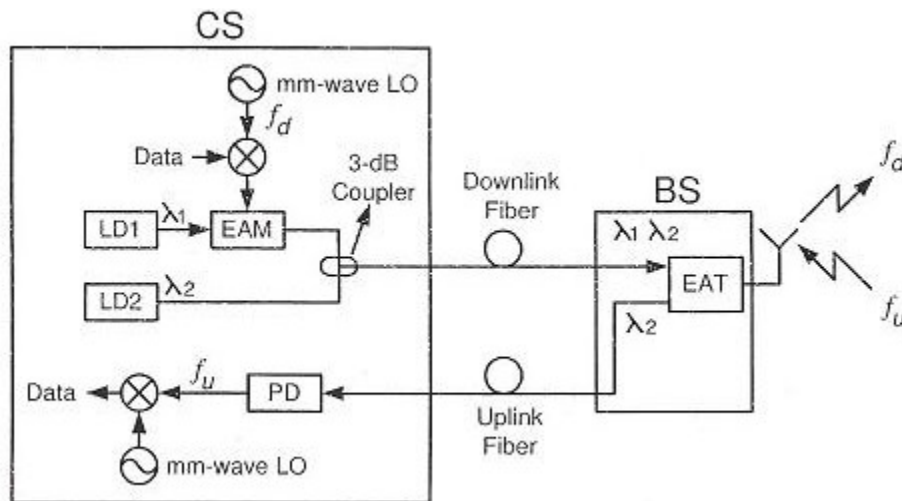 CS
mm-wave LO
f_d
Data
3-dB
Coupler
LD1
λ1
EAM
LD2
λ2
Downlink
Fiber
BS
λ1 λ2
EAT
λ2
f_d
f_u
Data
f_u
PD
mm-wave LO
Uplink
Fiber